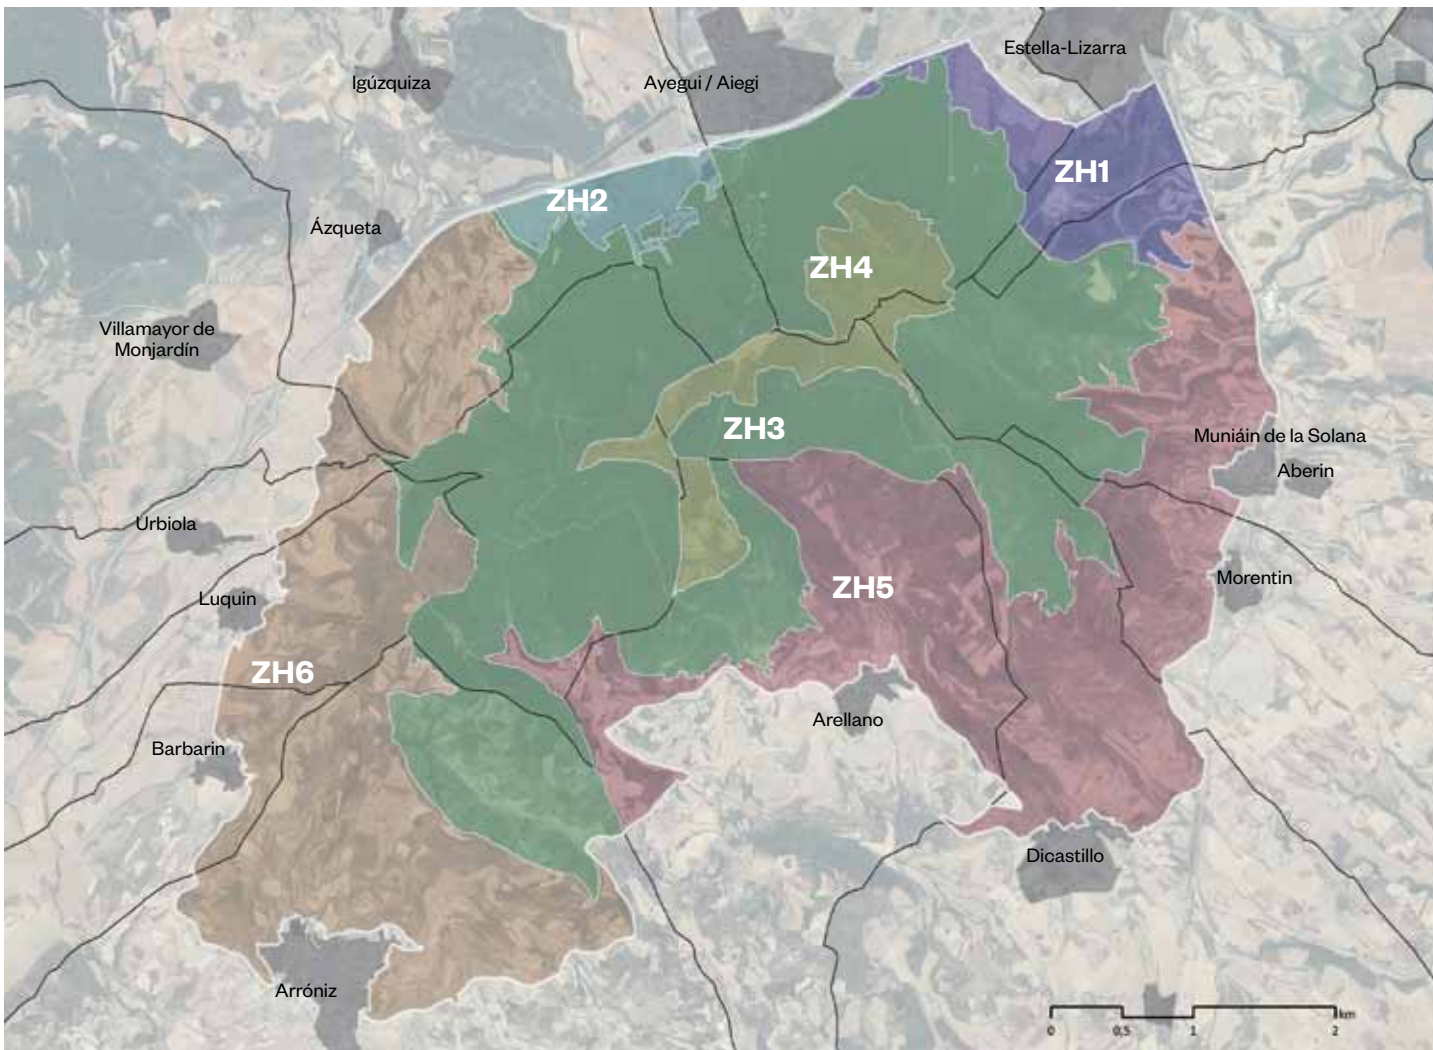 Estella-Lizarra
Igúzquiza
Ayegui / Aiegi
ZH1
ZH2
Ázqueta
ZH4
Villamayor de
Monjardín
ZH3
Muniáin de la Solana
Aberin
Urbiola
Morentin
ZH5
Luquin
ZH6
Arellano
Barbarin
Dicastillo
Arróniz
km
0 0,5 1 2